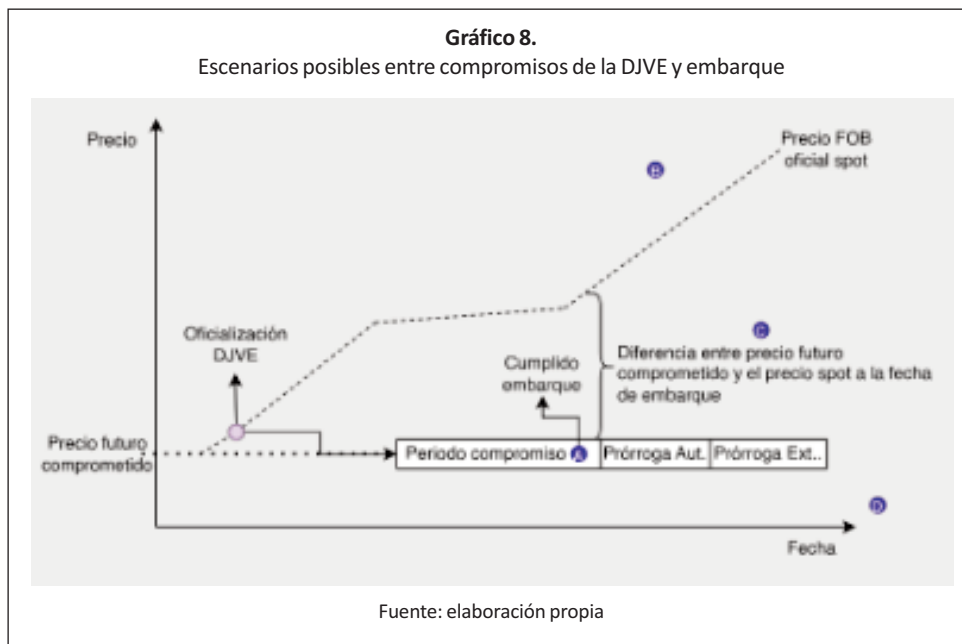 Gráfico 8.
Escenarios posibles entre compromisos de la DJVE y embarque
Precio
Precio FOB
oficial spot
B
Oficialización
DJVE
C
Cumplido
embarque
Diferencia entre precio futuro
comprometido y el precio spot a la fecha
de embarque
Precio futuro
comprometido
Periodo compromiso A Prórroga Aut. Prórroga Ext..
D
Fecha
Fuente: elaboración propia